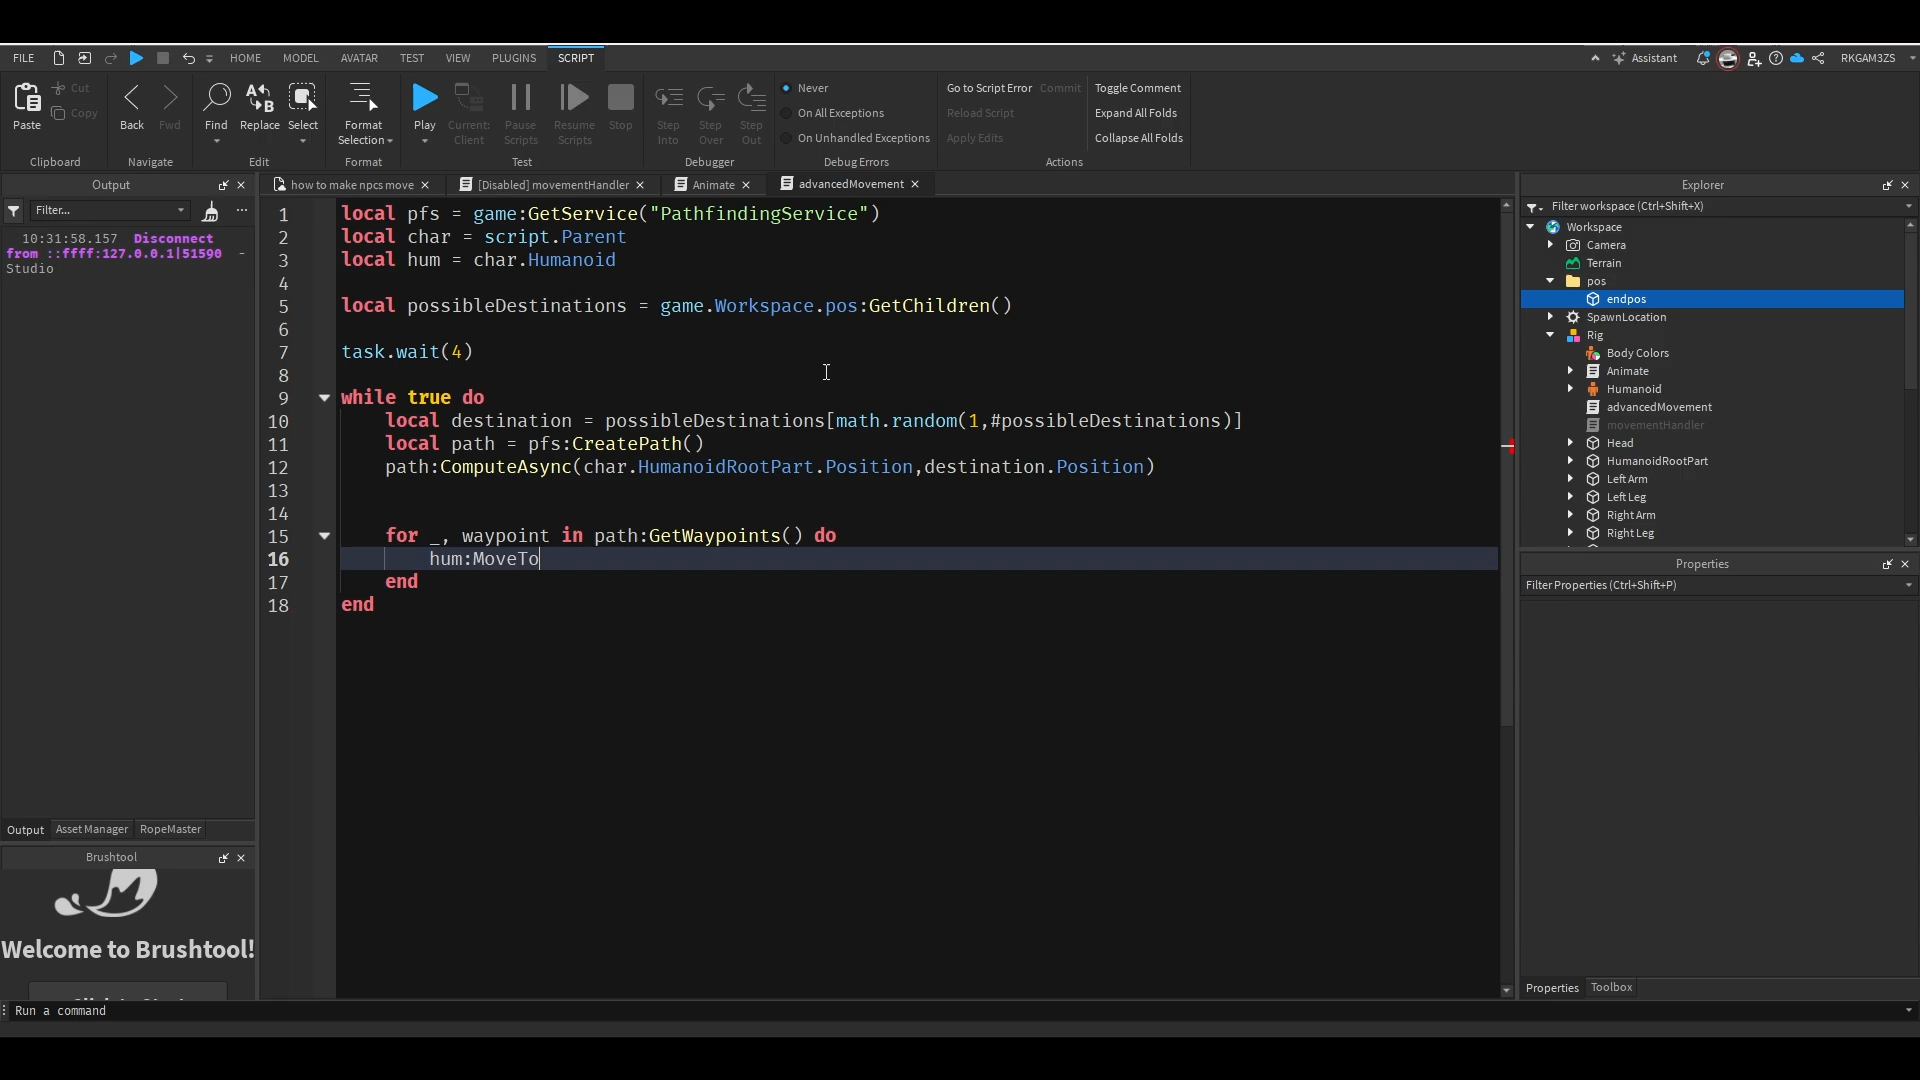 FILE HOME MODEL AVATAR TEST VIEW PLUGINS SCRIPT Assistant RKGAM3ZS
Paste
Cut
Copy
Clipboard
Back
Fwd
Navigate
Find
Replace
Select
Edit
Format
Selection
Format
Play
Current:
Client
Pause
Scripts
Resume
Scripts
Stop
Test
Step
Into
Step
Over
Step
Out
Debugger
Never
On All Exceptions
On Unhandled Exceptions
Debug Errors
Go to Script Error
Commit
Reload Script
Apply Edits
Toggle Comment
Expand All Folds
Collapse All Folds
Actions
Output
Filter...
10:31:58.157 Disconnect
from ::ffff:127.0.0.1|51590 -
Studio
Output Asset Manager RopeMaster
Brushtool
Welcome to Brushtool!
how to make npcs move
[Disabled] movementHandler
Animate
advancedMovement
1 local pfs = game:GetService("PathfindingService")
2 local char = script.Parent
3 local hum = char.Humanoid
4
5 local possibleDestinations = game.Workspace.pos:GetChildren()
6
7 task.wait(4)
8
9 while true do
10 local destination = possibleDestinations[math.random(1,#possibleDestinations)]
11 local path = pfs:CreatePath()
12 path:ComputeAsync(char.HumanoidRootPart.Position,destination.Position)
13
14
15 for _, waypoint in path:GetWaypoints() do
16 hum:MoveTo
17 end
18 end
Explorer
Filter workspace (Ctrl+Shift+X)
Workspace
Camera
Terrain
pos
endpos
SpawnLocation
Rig
Body Colors
Animate
Humanoid
advancedMovement
movementHandler
Head
HumanoidRootPart
Left Arm
Left Leg
Right Arm
Right Leg
Properties
Filter Properties (Ctrl+Shift+P)
Properties Toolbox
Run a command